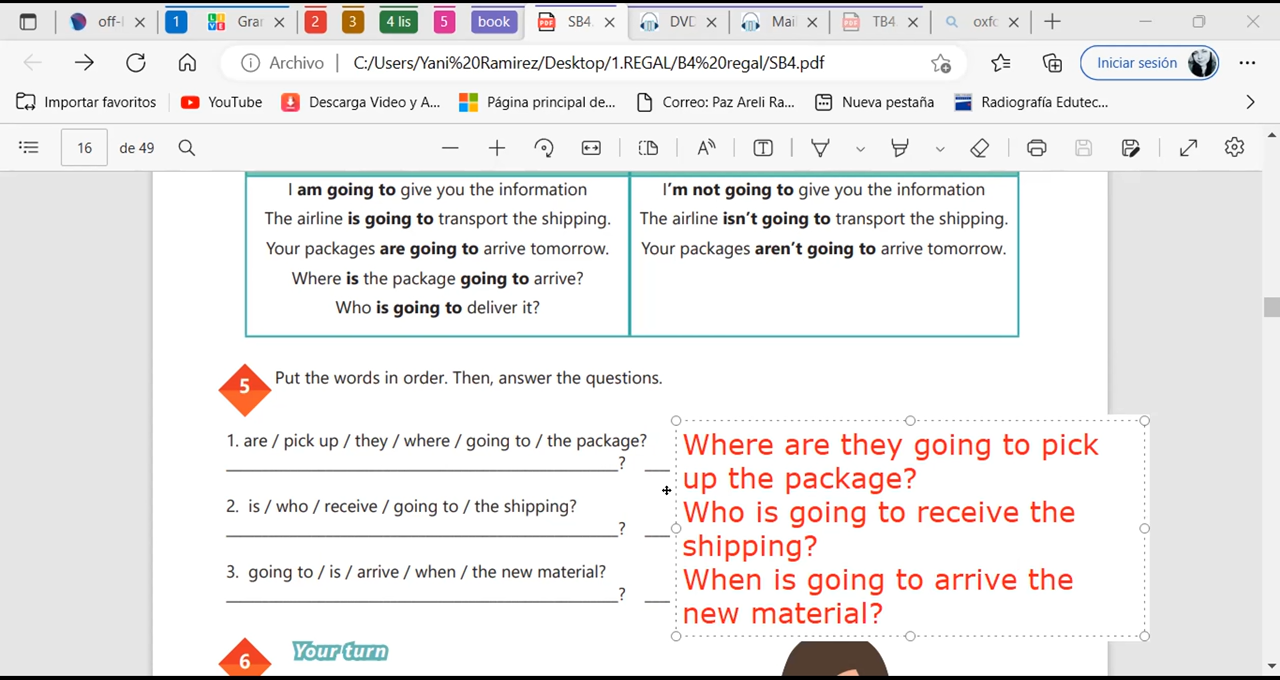 off-l
1
Grar
2
3
4 lis
5
book
SB4.
DVD
Mai
TB4
oxfo
Archivo | C:/Users/Yani%20Ramirez/Desktop/1.REGAL/B4%20regal/SB4.pdf
Iniciar sesión
Importar favoritos
YouTube
Descarga Video y A...
Página principal de...
Correo: Paz Areli Ra...
Nueva pestaña
Radiografía Edutec...
16 de 49
I am going to give you the information
The airline is going to transport the shipping.
Your packages are going to arrive tomorrow.
Where is the package going to arrive?
Who is going to deliver it?
I'm not going to give you the information
The airline isn't going to transport the shipping.
Your packages aren't going to arrive tomorrow.
5 Put the words in order. Then, answer the questions.
1. are / pick up / they / where / going to / the package?
?
2. is / who / receive / going to / the shipping?
?
3. going to / is / arrive / when / the new material?
?
Where are they going to pick
up the package?
Who is going to receive the
shipping?
When is going to arrive the
new material?
6 Your turn